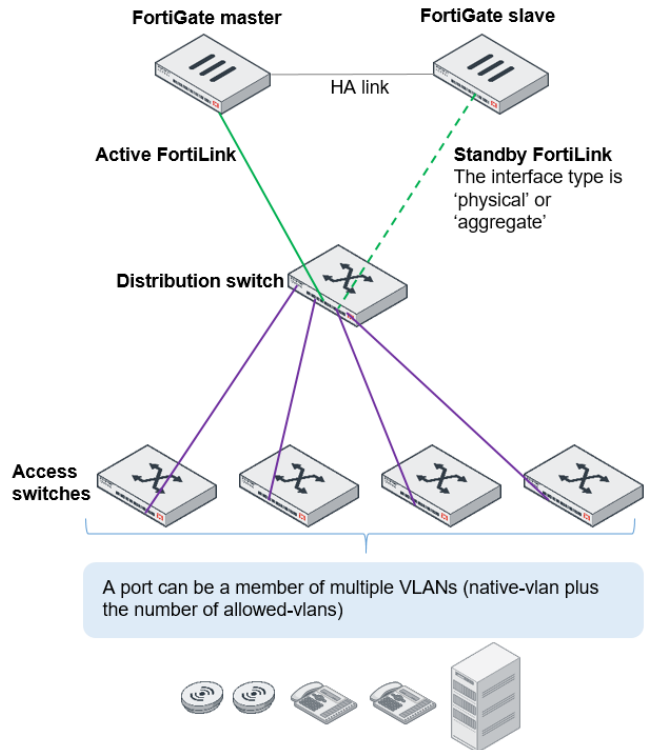 FortiGate master
FortiGate slave
HA link
Active FortiLink
Standby FortiLink
The interface type is
‘physical’ or
‘aggregate’
Distribution switch
Access
switches
A port can be a member of multiple VLANs (native-vlan plus
the number of allowed-vlans)